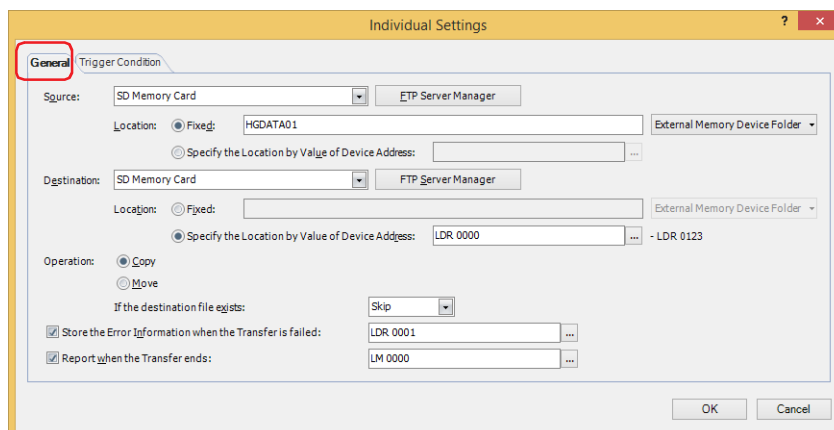 Individual Settings ? ×
General Trigger Condition
Source: SD Memory Card FTP Server Manager
Location: Fixed: HGDATA01 External Memory Device Folder
Specify the Location by Value of Device Address: ...
Destination: SD Memory Card FTP Server Manager
Location: Fixed: External Memory Device Folder
Specify the Location by Value of Device Address: LDR 0000 ... - LDR 0123
Operation: Copy
Move
If the destination file exists: Skip
Store the Error Information when the Transfer is failed: LDR 0001 ...
Report when the Transfer ends: LM 0000 ...
OK Cancel